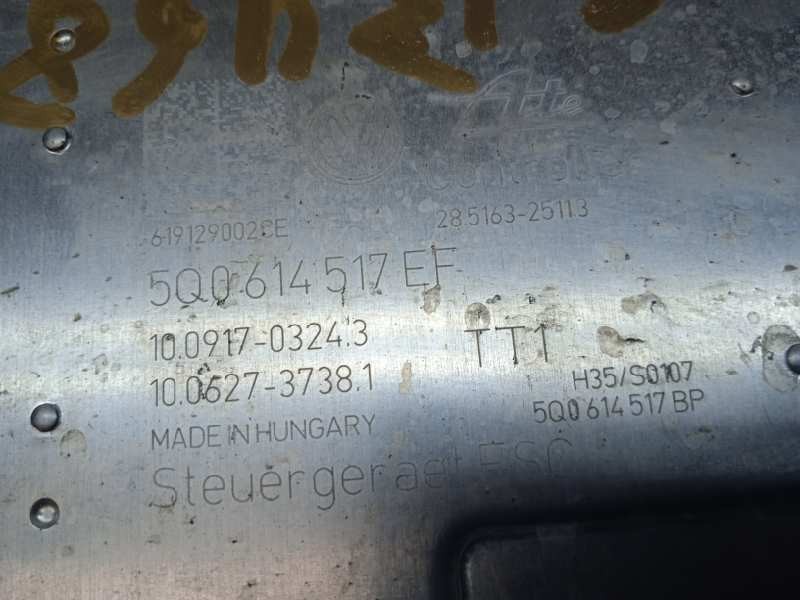 Ate
Continental
619129002CE
28.5163-2511.3
5Q0 614 517 EF
10.0917-0324.3
TT1
10.0627-3738.1
H35/S0107
5Q0 614 517 BP
MADE IN HUNGARY
Steuergeraet ESC